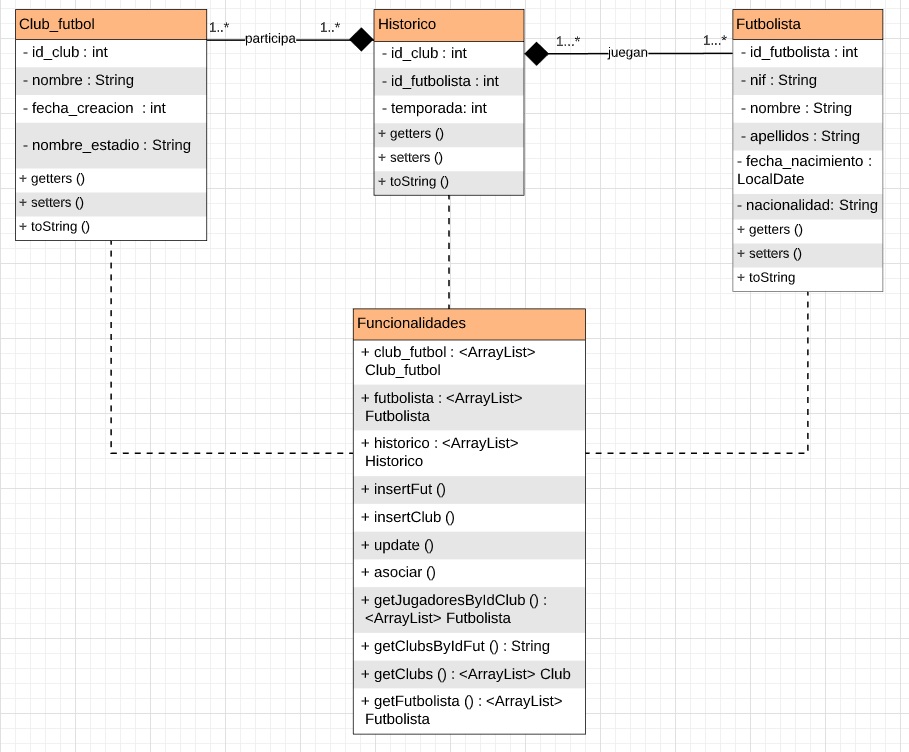 Club_futbol
- id_club : int
- nombre : String
- fecha_creacion  : int
- nombre_estadio : String
+ getters ()
+ setters ()
+ toString ()
1..*
participa
1..*
Historico
- id_club : int
- id_futbolista : int
- temporada: int
+ getters ()
+ setters ()
+ toString ()
1...*
juegan
1...*
Futbolista
- id_futbolista : int
- nif : String
- nombre : String
- apellidos : String
- fecha_nacimiento :
LocalDate
- nacionalidad: String
+ getters ()
+ setters ()
+ toString
Funcionalidades
+ club_futbol : <ArrayList>
Club_futbol
+ futbolista : <ArrayList>
Futbolista
+ historico : <ArrayList>
Historico
+ insertFut ()
+ insertClub ()
+ update ()
+ asociar ()
+ getJugadoresByIdClub () :
<ArrayList> Futbolista
+ getClubsByIdFut () : String
+ getClubs () : <ArrayList> Club
+ getFutbolista () : <ArrayList>
Futbolista